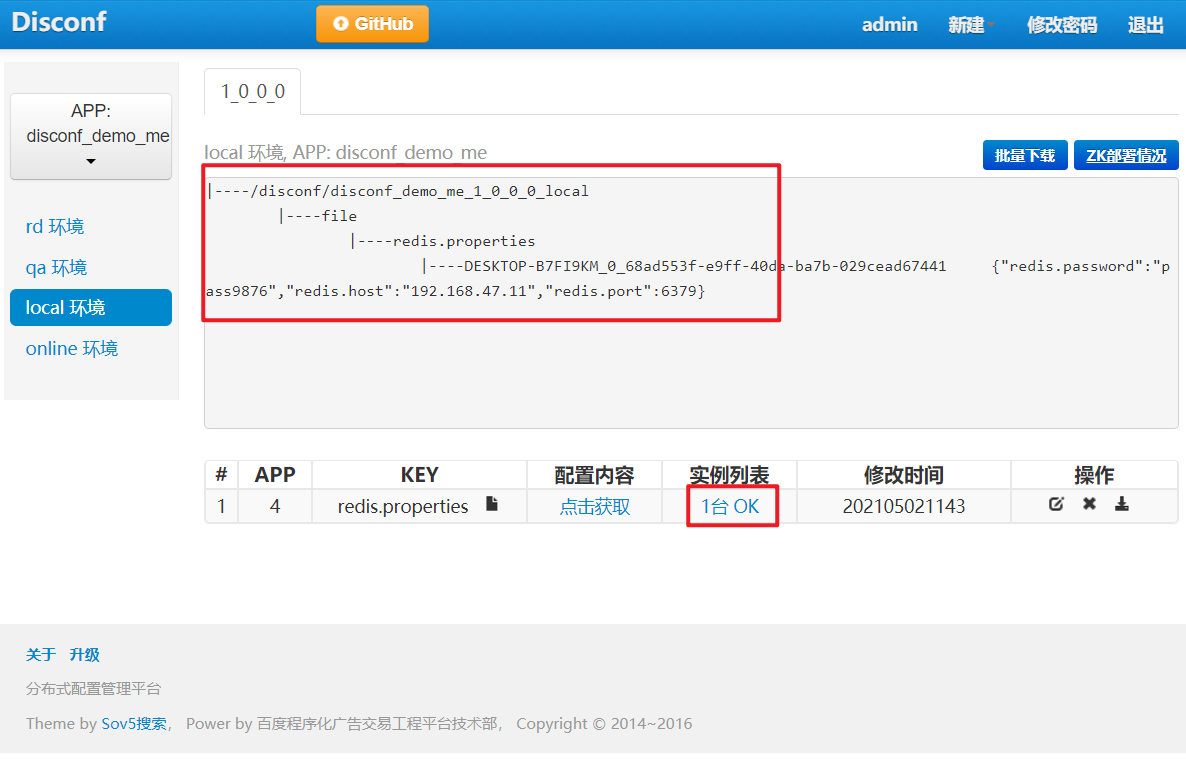 Disconf GitHub admin 新建 修改密码 退出
APP:
disconf_demo_me
rd 环境
qa 环境
local 环境
online 环境
1_0_0_0
local 环境, APP: disconf_demo_me 批量下载 ZK部署情况
|----/disconf/disconf_demo_me_1_0_0_0_local
|----file
|----redis.properties
|----DESKTOP-B7FI9KM_0_68ad553f-e9ff-40da-ba7b-029cead67441 {"redis.password":"p
ass9876","redis.host":"192.168.47.11","redis.port":6379}
# APP KEY 配置内容 实例列表 修改时间 操作
1 4 redis.properties 点击获取 1台 OK 202105021143
关于 升级
分布式配置管理平台
Theme by Sov5搜索， Power by 百度程序化广告交易工程平台技术部， Copyright © 2014~2016